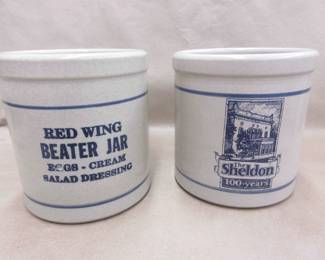 RED WING
BEATER JAR
EGGS - CREAM
SALAD DRESSING
The
Sheldon
100-years